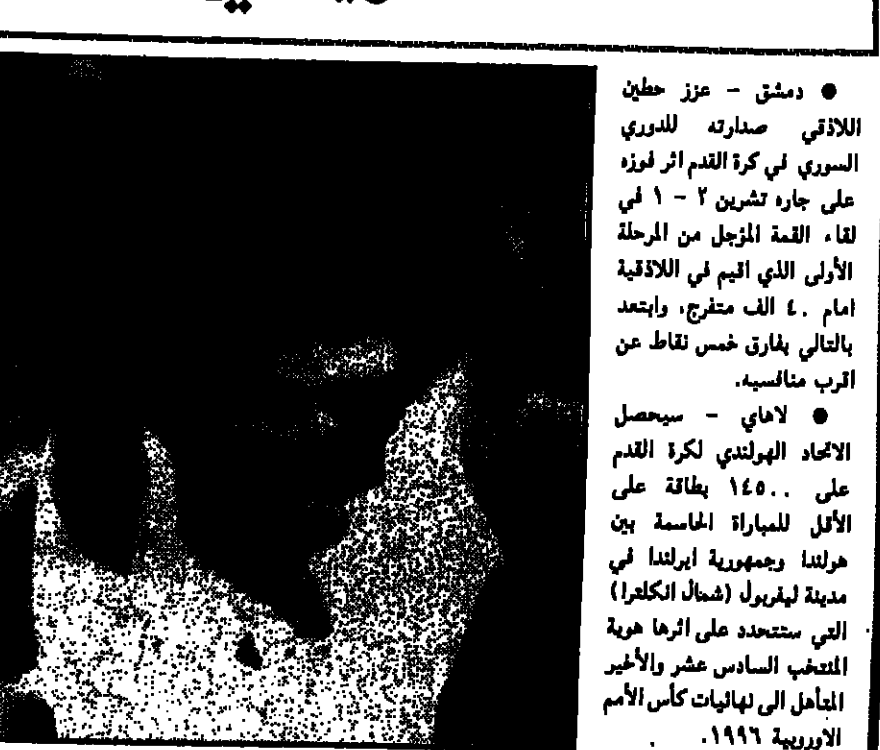 ● دمشق – عزز حطين
اللاذقي صدارته للدوري
السوري في كرة القدم اثر فوزه
على جاره تشرين ٢ – ١ في
لقاء القمة المؤجل من المرحلة
الأولى الذي اقيم في اللاذقية
امام ٤٠ الف متفرج، وابتعد
بالتالي بفارق خمس نقاط عن
اقرب منافسيه.
● لاهاي – سيحصل
الاتحاد الهولندي لكرة القدم
على ١٤٥٠٠ بطاقة على
الأقل للمباراة الحاسمة بين
هولندا وجمهورية ايرلندا في
مدينة ليفربول (شمال انكلترا)
التي ستتحدد على اثرها هوية
المنتخب السادس عشر والأخير
المتأهل الى نهائيات كأس الأمم
الاوروبية ١٩٩٦.